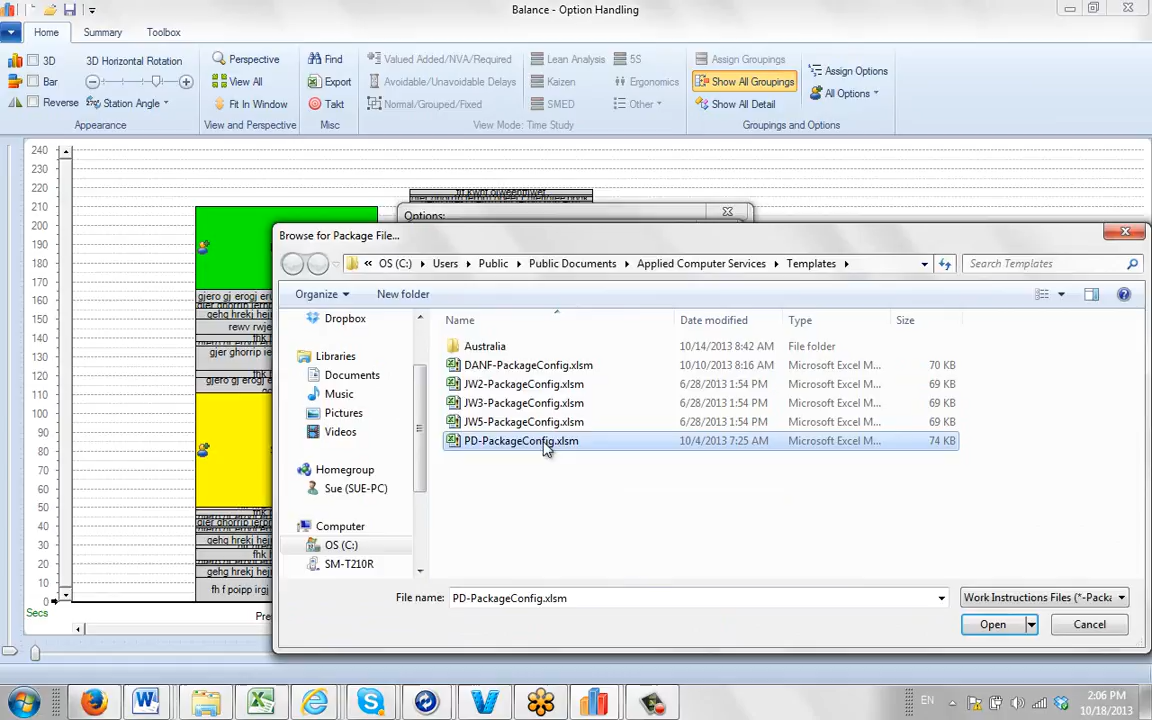 Balance - Option Handling
Home Summary Toolbox
3D 3D Horizontal Rotation Perspective Find Valued Added/NVA/Required Lean Analysis 5S Assign Groupings Assign Options
Bar View All Export Avoidable/Unavoidable Delays Kaizen Ergonomics Show All Groupings All Options
Reverse Station Angle Fit In Window Takt Normal/Grouped/Fixed SMED Other Show All Detail
Appearance View and Perspective Misc View Mode: Time Study Groupings and Options
240
230
220
210
200
190
180
170
160
150
140
130
120
110
100
90
80
70
60
50
40
30
20
10
0
Secs
Options:
Browse for Package File...
« OS (C:) Users Public Public Documents Applied Computer Services Templates Search Templates
Organize New folder
Dropbox
Libraries
Documents
Music
Pictures
Videos
Homegroup
Sue (SUE-PC)
Computer
OS (C:)
SM-T210R
Name Date modified Type Size
Australia 10/14/2013 8:42 AM File folder
DANF-PackageConfig.xlsm 10/10/2013 8:16 AM Microsoft Excel M... 70 KB
JW2-PackageConfig.xlsm 6/28/2013 1:54 PM Microsoft Excel M... 69 KB
JW3-PackageConfig.xlsm 6/28/2013 1:54 PM Microsoft Excel M... 69 KB
JW5-PackageConfig.xlsm 6/28/2013 1:54 PM Microsoft Excel M... 69 KB
PD-PackageConfig.xlsm 10/4/2013 7:25 AM Microsoft Excel M... 74 KB
File name: PD-PackageConfig.xlsm Work Instructions Files (*-Packa
Open Cancel
EN 2:06 PM
10/18/2013